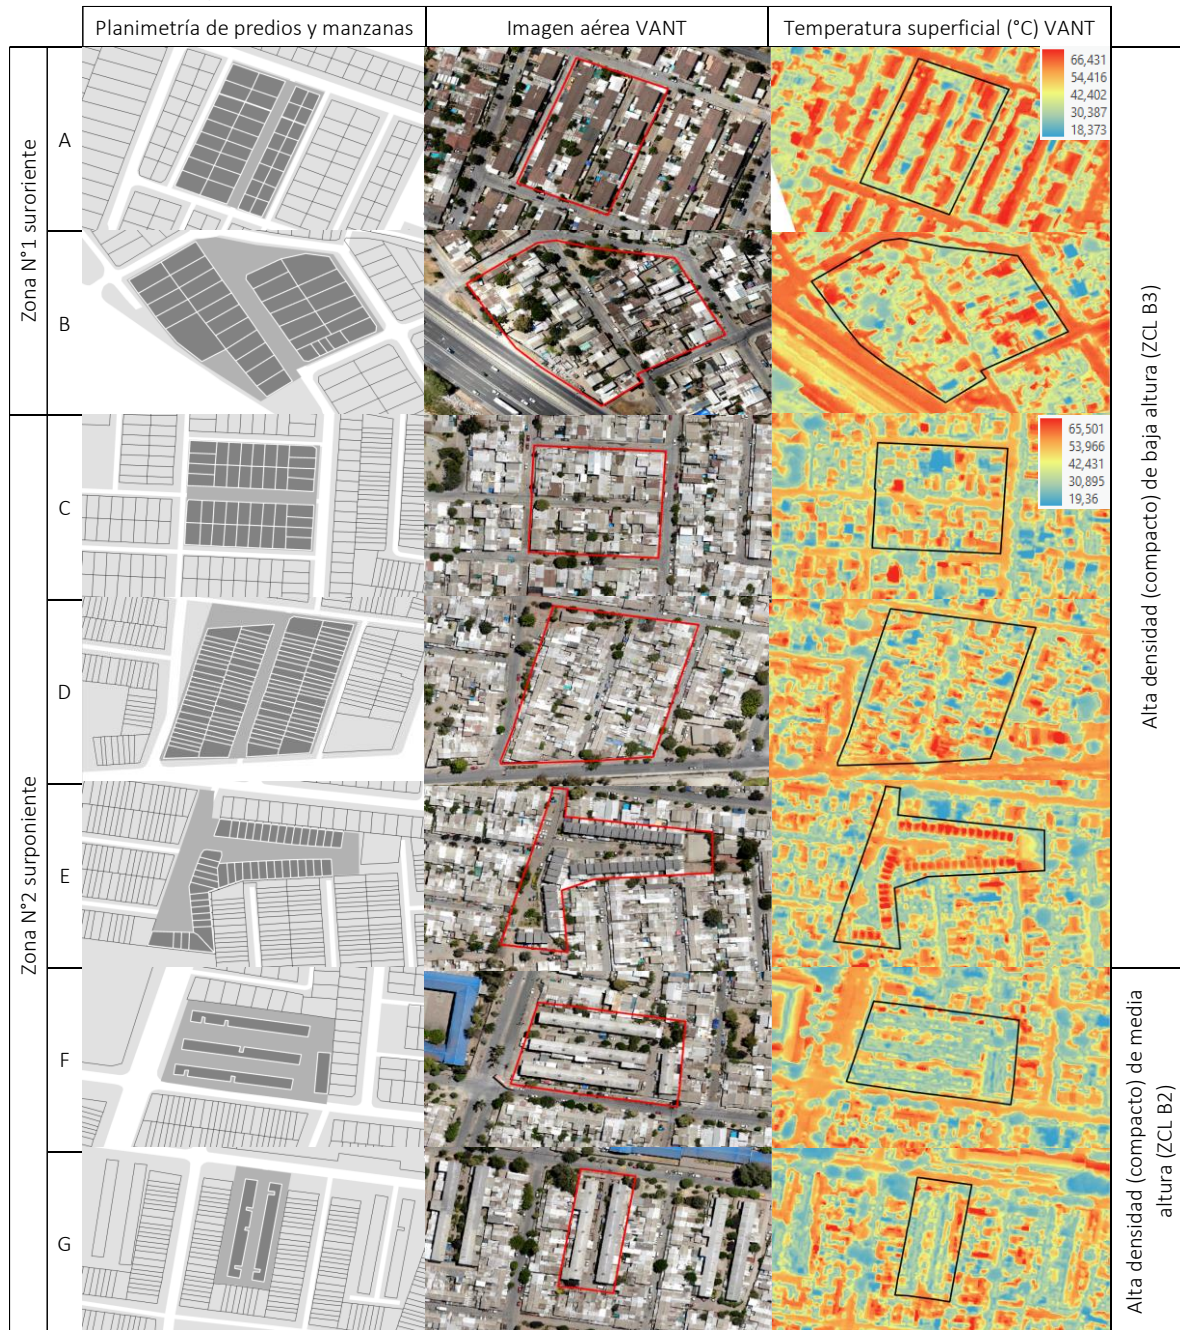 Planimetría de predios y manzanas
Imagen aérea VANT
Temperatura superficial (°C) VANT
Zona N°1 suroriente
A
66,431
54,416
42,402
30,387
18,373
B
Alta densidad (compacto) de baja altura (ZCL B3)
Zona N°2 surponiente
C
65,501
53,966
42,431
30,895
19,36
D
E
F
Alta densidad (compacto) de media
altura (ZCL B2)
G